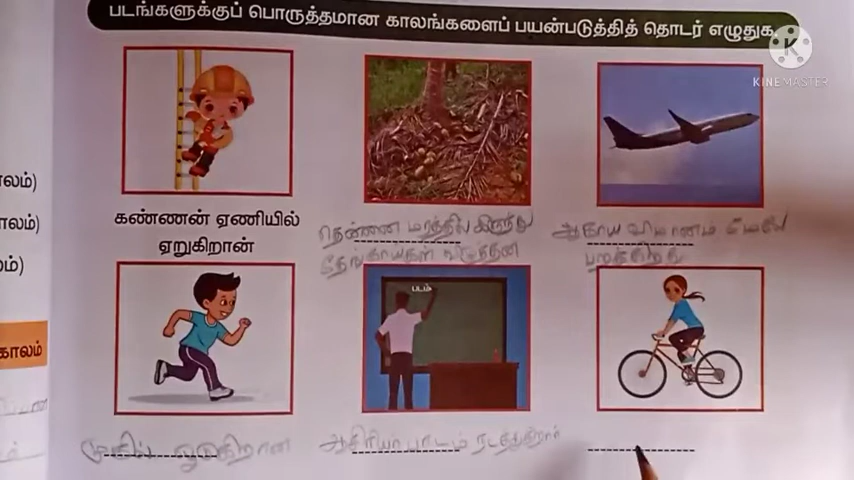 படங்களுக்குப் பொருத்தமான காலங்களைப் பயன்படுத்தித் தொடர் எழுதுக.
KINEMASTER
லம்)
லம்)
ம்)
காலம்
கண்ணன் ஏணியில்
ஏறுகிறான்
தென்னை மரத்தில் இருந்து
தேங்காய்கள் விழுந்தன
ஆகாய விமானம் மேலே
பறக்கிறது
படம்
முகில் ஓடுகிறான்
ஆசிரியர் பாடம் நடத்துகிறார்